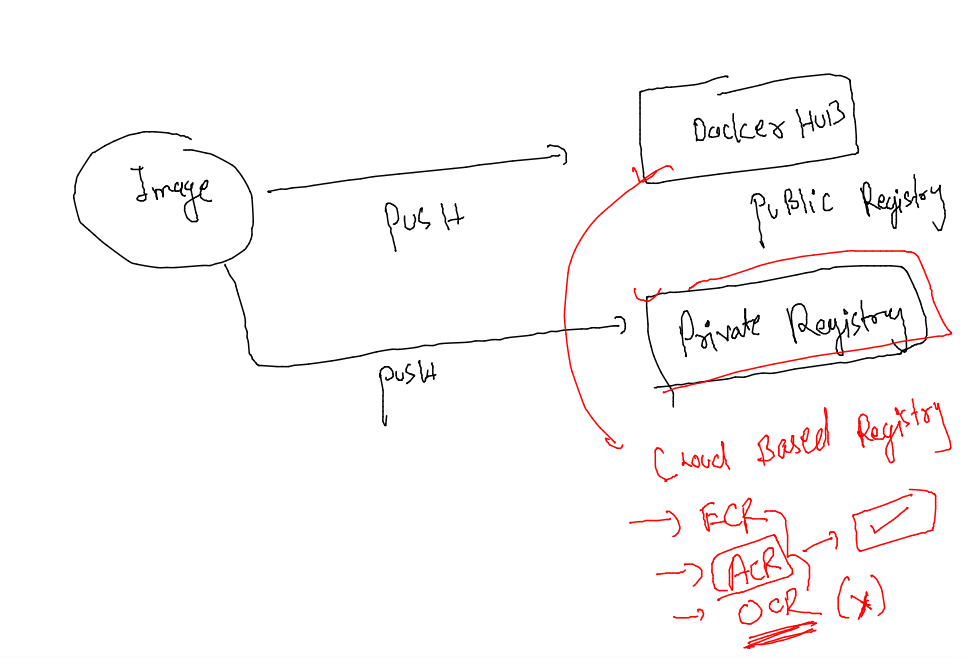 Image
PUSH
Docker HUB
PUBLIC Registry
PUSH
Private Registry
Cloud Based Registry
→ ECR
→ ACR → ✓
→ OCR (x)